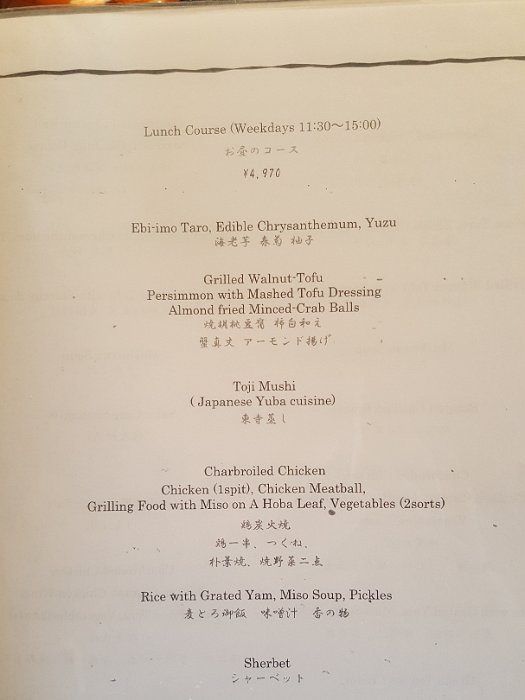 Lunch Course (Weekdays 11:30～15:00)
お昼のコース
¥4,970
Ebi-imo Taro, Edible Chrysanthemum, Yuzu
海老芋 春菊 柚子
Grilled Walnut-Tofu
Persimmon with Mashed Tofu Dressing
Almond fried Minced-Crab Balls
焼胡桃豆腐 柿白和え
蟹真丈 アーモンド揚げ
Toji Mushi
( Japanese Yuba cuisine)
東寺蒸し
Charbroiled Chicken
Chicken (1spit), Chicken Meatball,
Grilling Food with Miso on A Hoba Leaf, Vegetables (2sorts)
鶏炭火焼
鶏一串、つくね、
朴葉焼、焼野菜二点
Rice with Grated Yam, Miso Soup, Pickles
麦とろ御飯 味噌汁 香の物
Sherbet
シャーベット